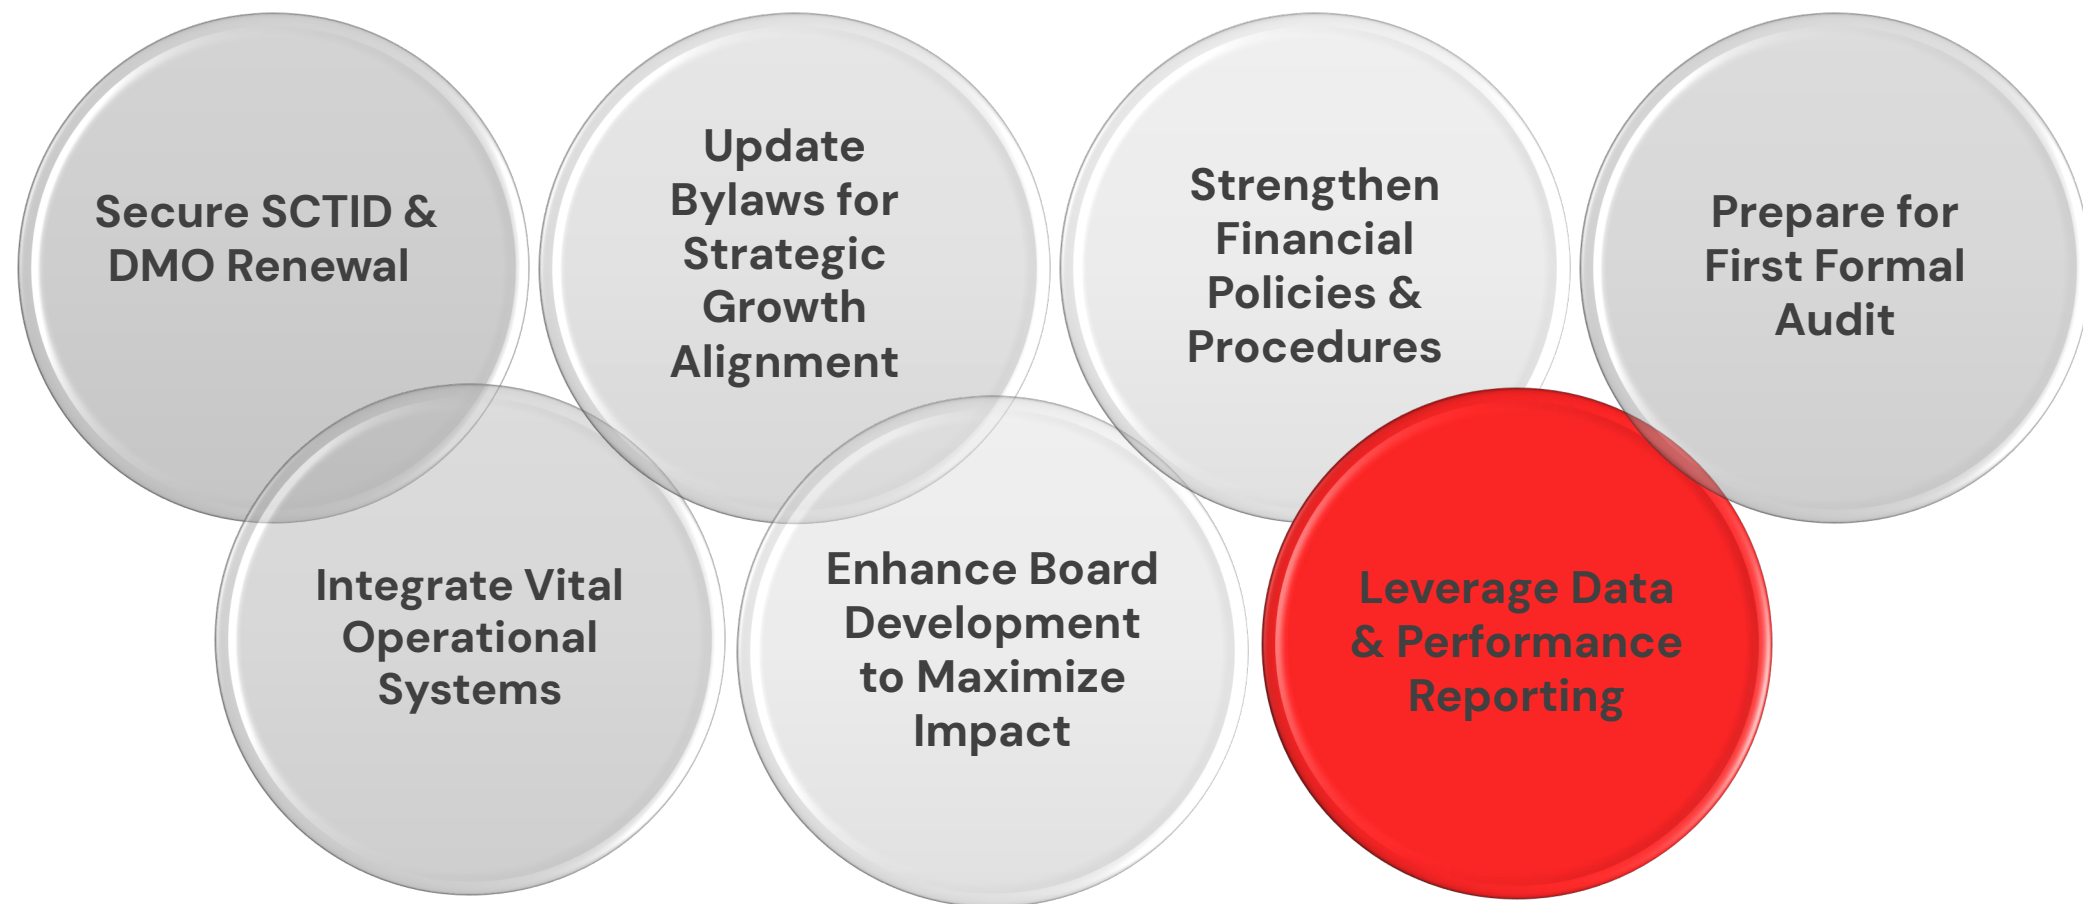 Secure SCTID &
DMO Renewal
Update
Bylaws for
Strategic
Growth
Alignment
Strengthen
Financial
Policies &
Procedures
Prepare for
First Formal
Audit
Integrate Vital
Operational
Systems
Enhance Board
Development
to Maximize
Impact
Leverage Data
& Performance
Reporting